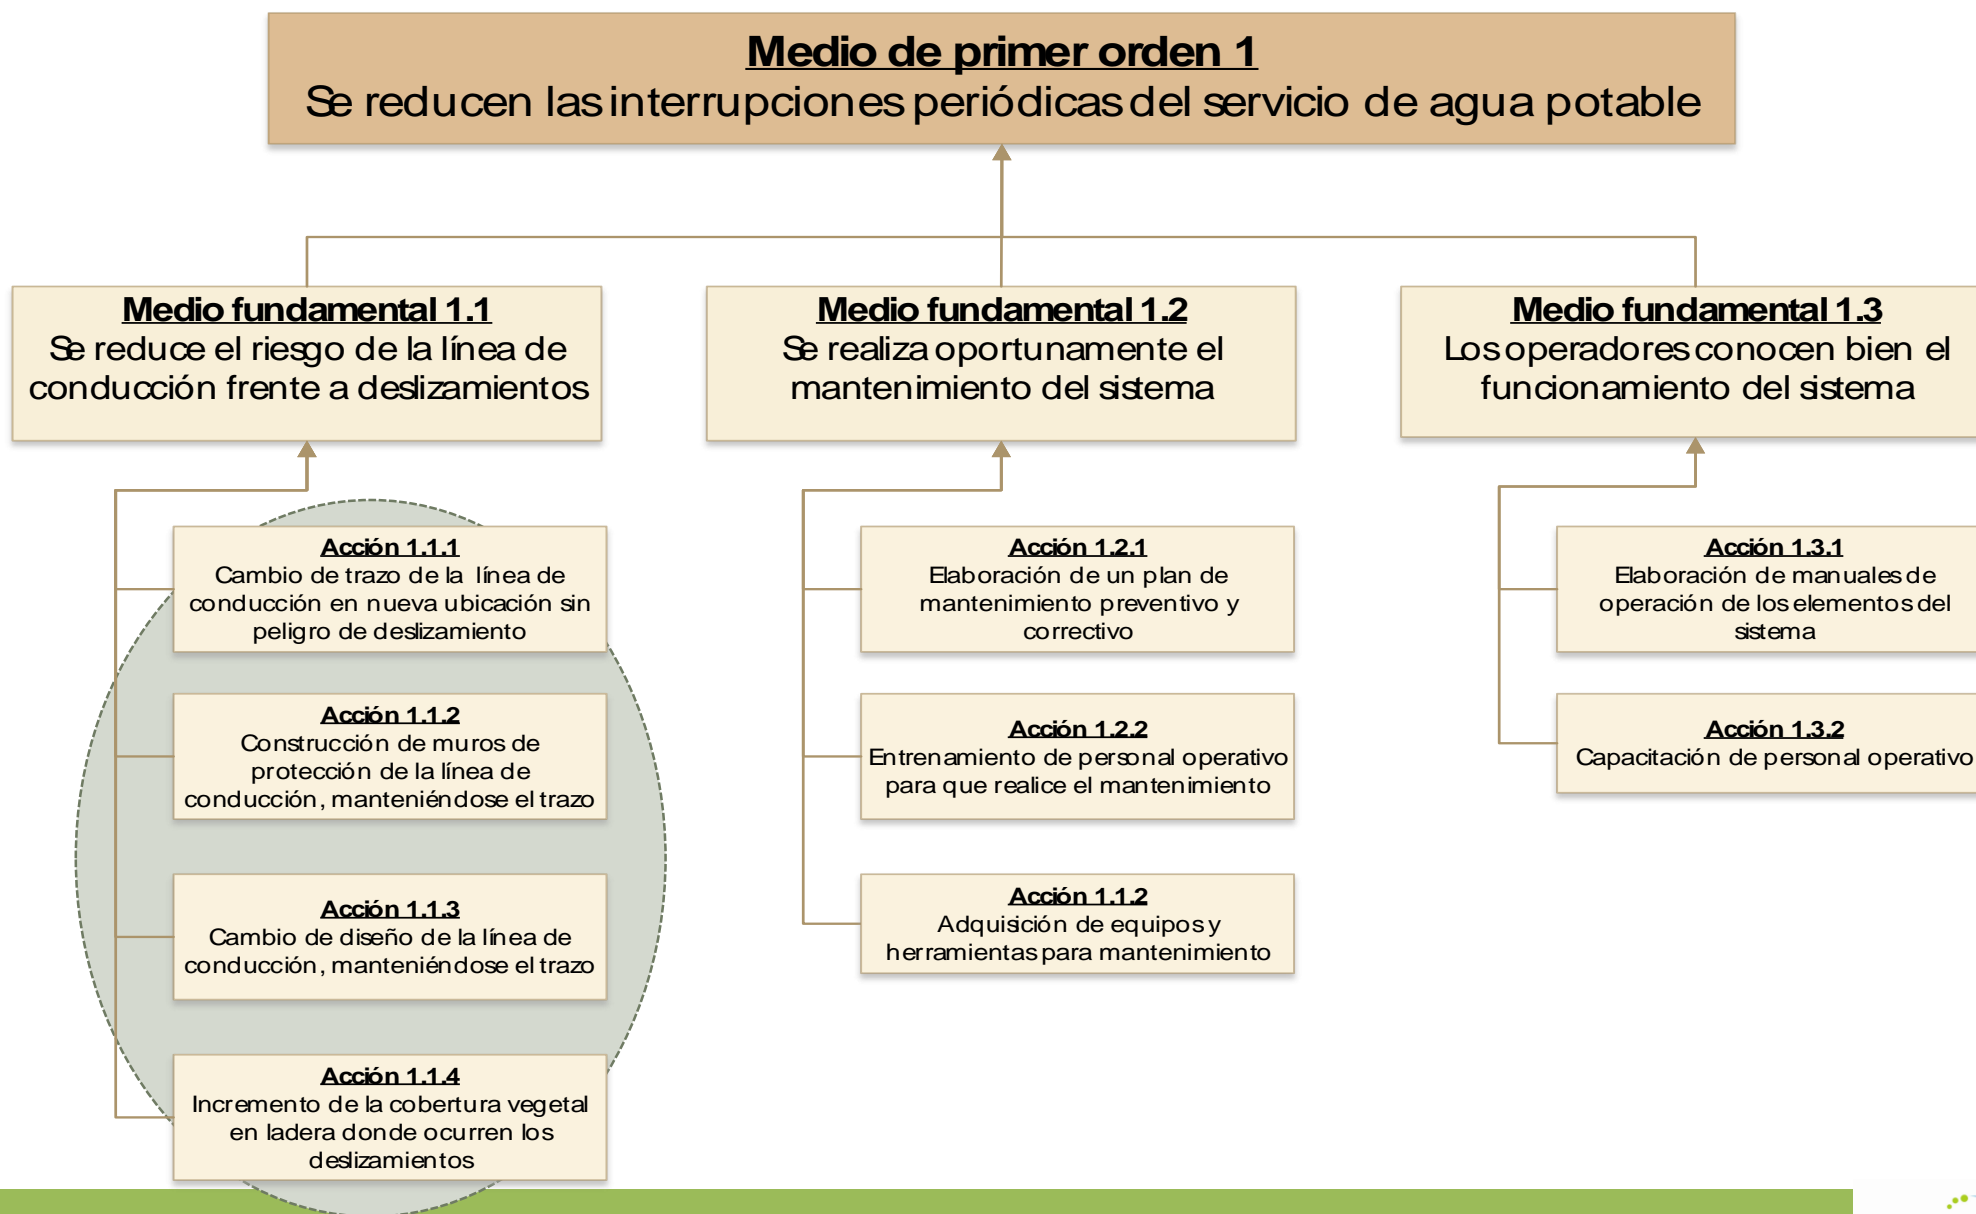 Medio de primer orden 1
Se reducen las interrupciones periódicas del servicio de agua potable
Medio fundamental 1.1
Se reduce el riesgo de la línea de
conducción frente a deslizamientos
Acción 1.1.1
Cambio de trazo de la línea de
conducción en nueva ubicación sin
peligro de deslizamiento
Acción 1.1.2
Construcción de muros de
protección de la línea de
conducción, manteniéndose el trazo
Acción 1.1.3
Cambio de diseño de la línea de
conducción, manteniéndose el trazo
Acción 1.1.4
Incremento de la cobertura vegetal
en ladera donde ocurren los
deslizamientos
Medio fundamental 1.2
Se realiza oportunamente el
mantenimiento del sistema
Acción 1.2.1
Elaboración de un plan de
mantenimiento preventivo y
correctivo
Acción 1.2.2
Entrenamiento de personal operativo
para que realice el mantenimiento
Acción 1.1.2
Adquisición de equipos y
herramientas para mantenimiento
Medio fundamental 1.3
Los operadores conocen bien el
funcionamiento del sistema
Acción 1.3.1
Elaboración de manuales de
operación de los elementos del
sistema
Acción 1.3.2
Capacitación de personal operativo